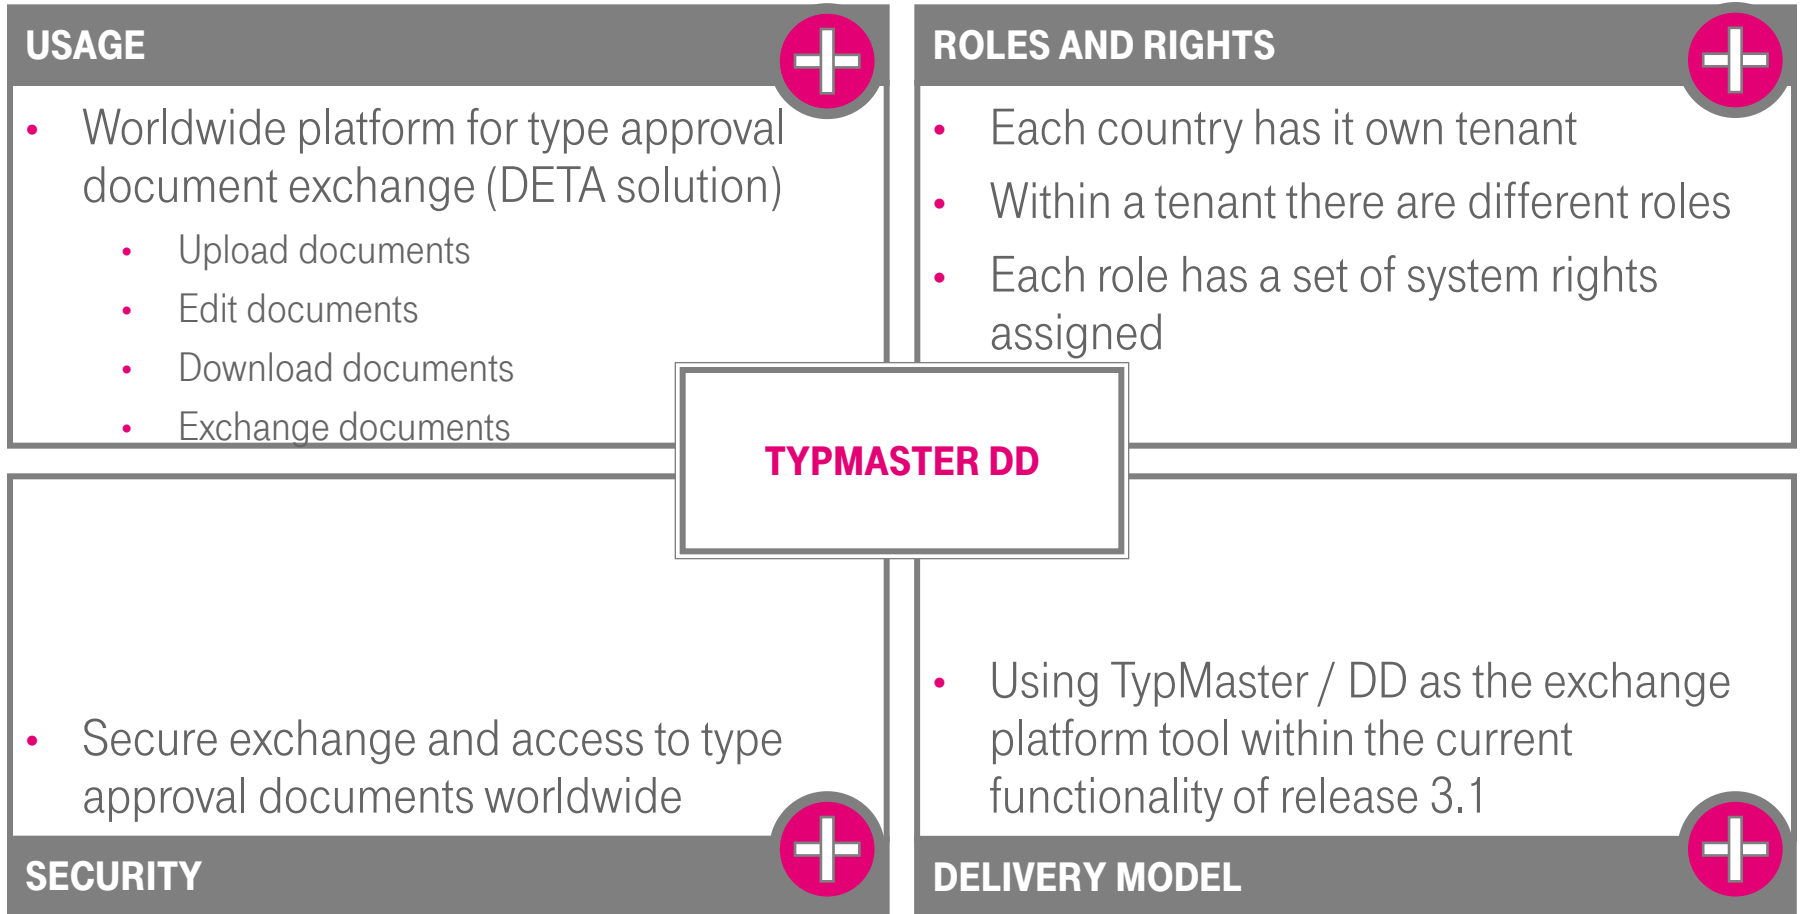 USAGE
• Worldwide platform for type approval
document exchange (DETA solution)
• Upload documents
• Edit documents
• Download documents
• Exchange documents
ROLES AND RIGHTS
• Each country has it own tenant
• Within a tenant there are different roles
• Each role has a set of system rights
assigned
TYPMASTER DD
• Secure exchange and access to type
approval documents worldwide
SECURITY
• Using TypMaster / DD as the exchange
platform tool within the current
functionality of release 3.1
DELIVERY MODEL